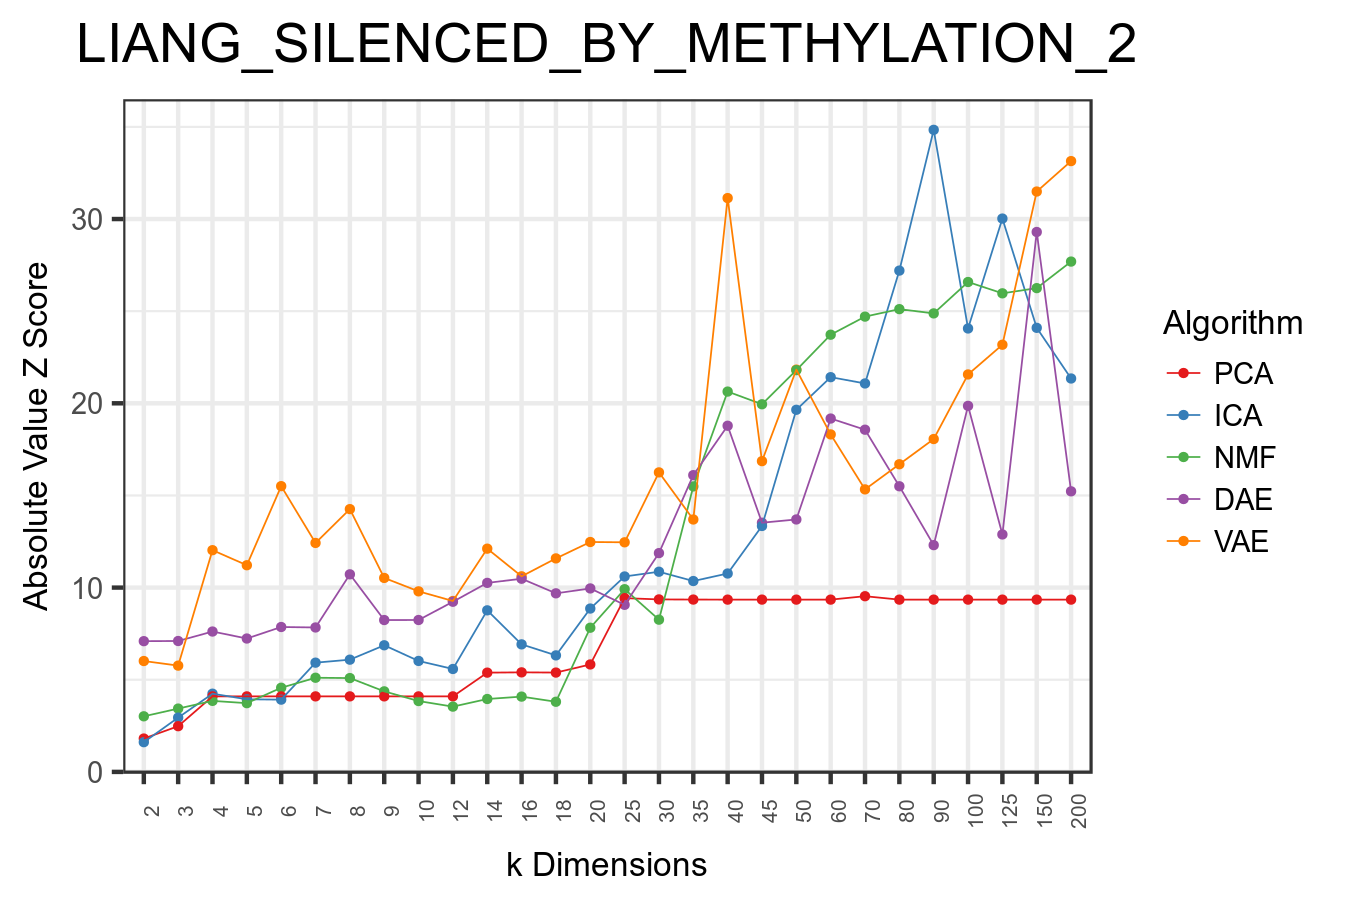 LIANG_SILENCED_BY_METHYLATION_2
Absolute Value Z Score
30
20
10
0
2 3 4 5 6 7 8 9 10 12 14 16 18 20 25 30 35 40 45 50 60 70 80 90 100 125 150 200
k Dimensions
Algorithm
PCA
ICA
NMF
DAE
VAE